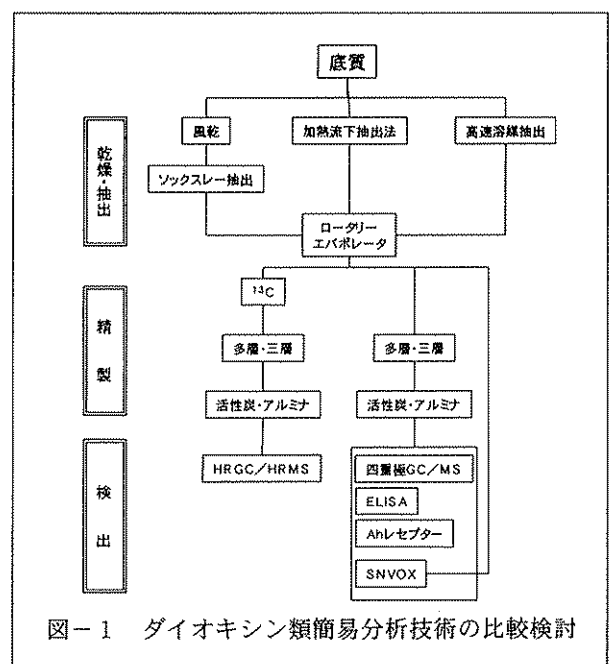 底質
乾燥・抽出
風乾
加熱流下抽出法
高速溶媒抽出
ソックスレー抽出
ロータリー
エバポレータ
精製
¹³C
多層・三層
多層・三層
活性炭・アルミナ
活性炭・アルミナ
検出
HRGC／HRMS
四重極GC／MS
ELISA
Ahレセプター
SNVOX
図－1 ダイオキシン類簡易分析技術の比較検討